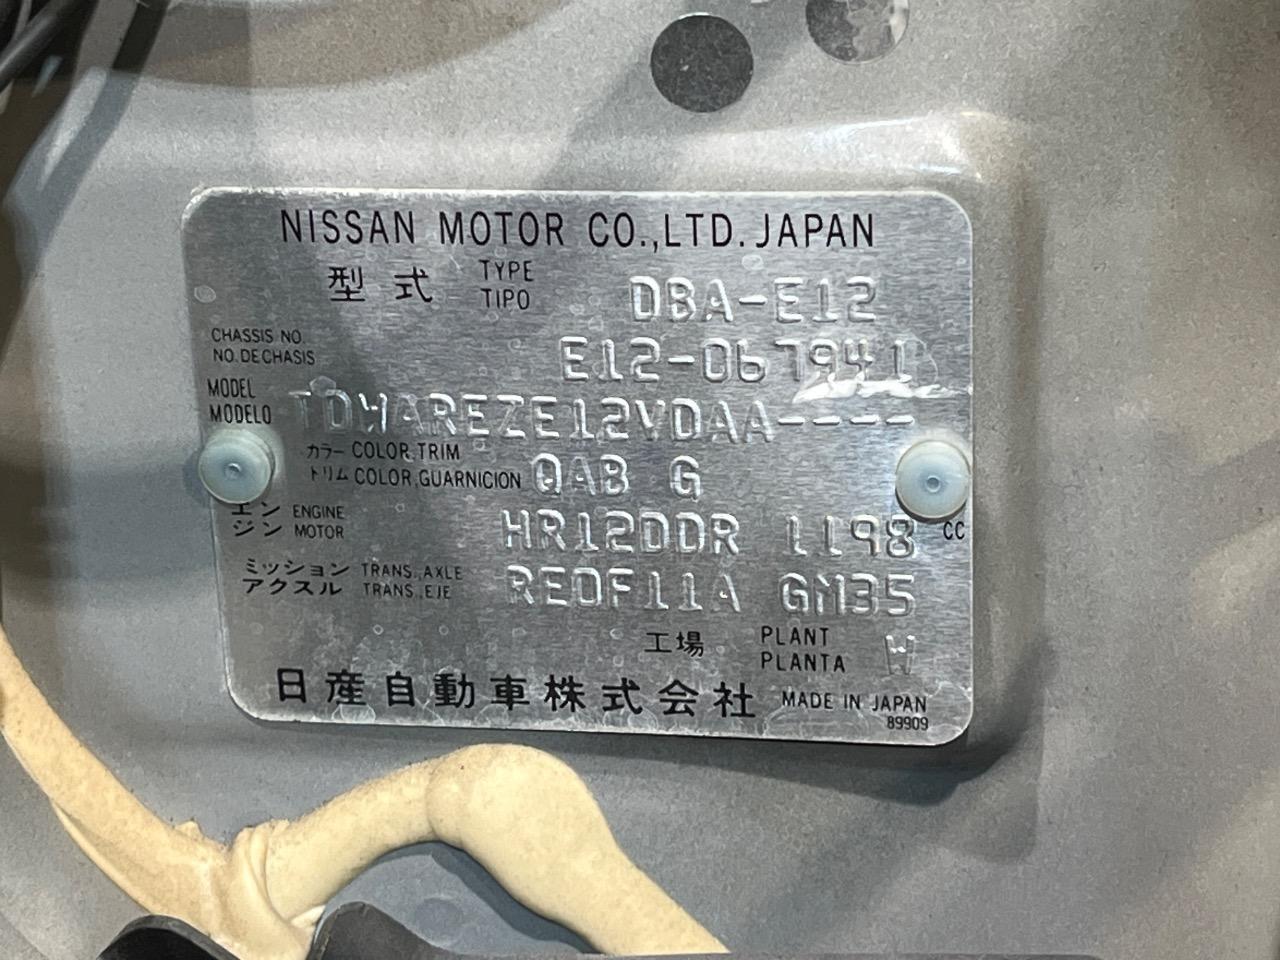 NISSAN MOTOR CO.,LTD. JAPAN
型式 TYPE TIPO DBA-E12
CHASSIS NO. NO. DE CHASIS E12-067941
MODEL MODELO TDWAREZE12VDAA----
カラー COLOR,TRIM
トリム COLOR,GUARNICION QAB G
エン ENGINE
ジン MOTOR HR12DDR 1198 CC
ミッション TRANS.,AXLE
アクスル TRANS.,EJE RE0F11A GM35
工場 PLANT PLANTA W
日産自動車株式会社 MADE IN JAPAN
89909